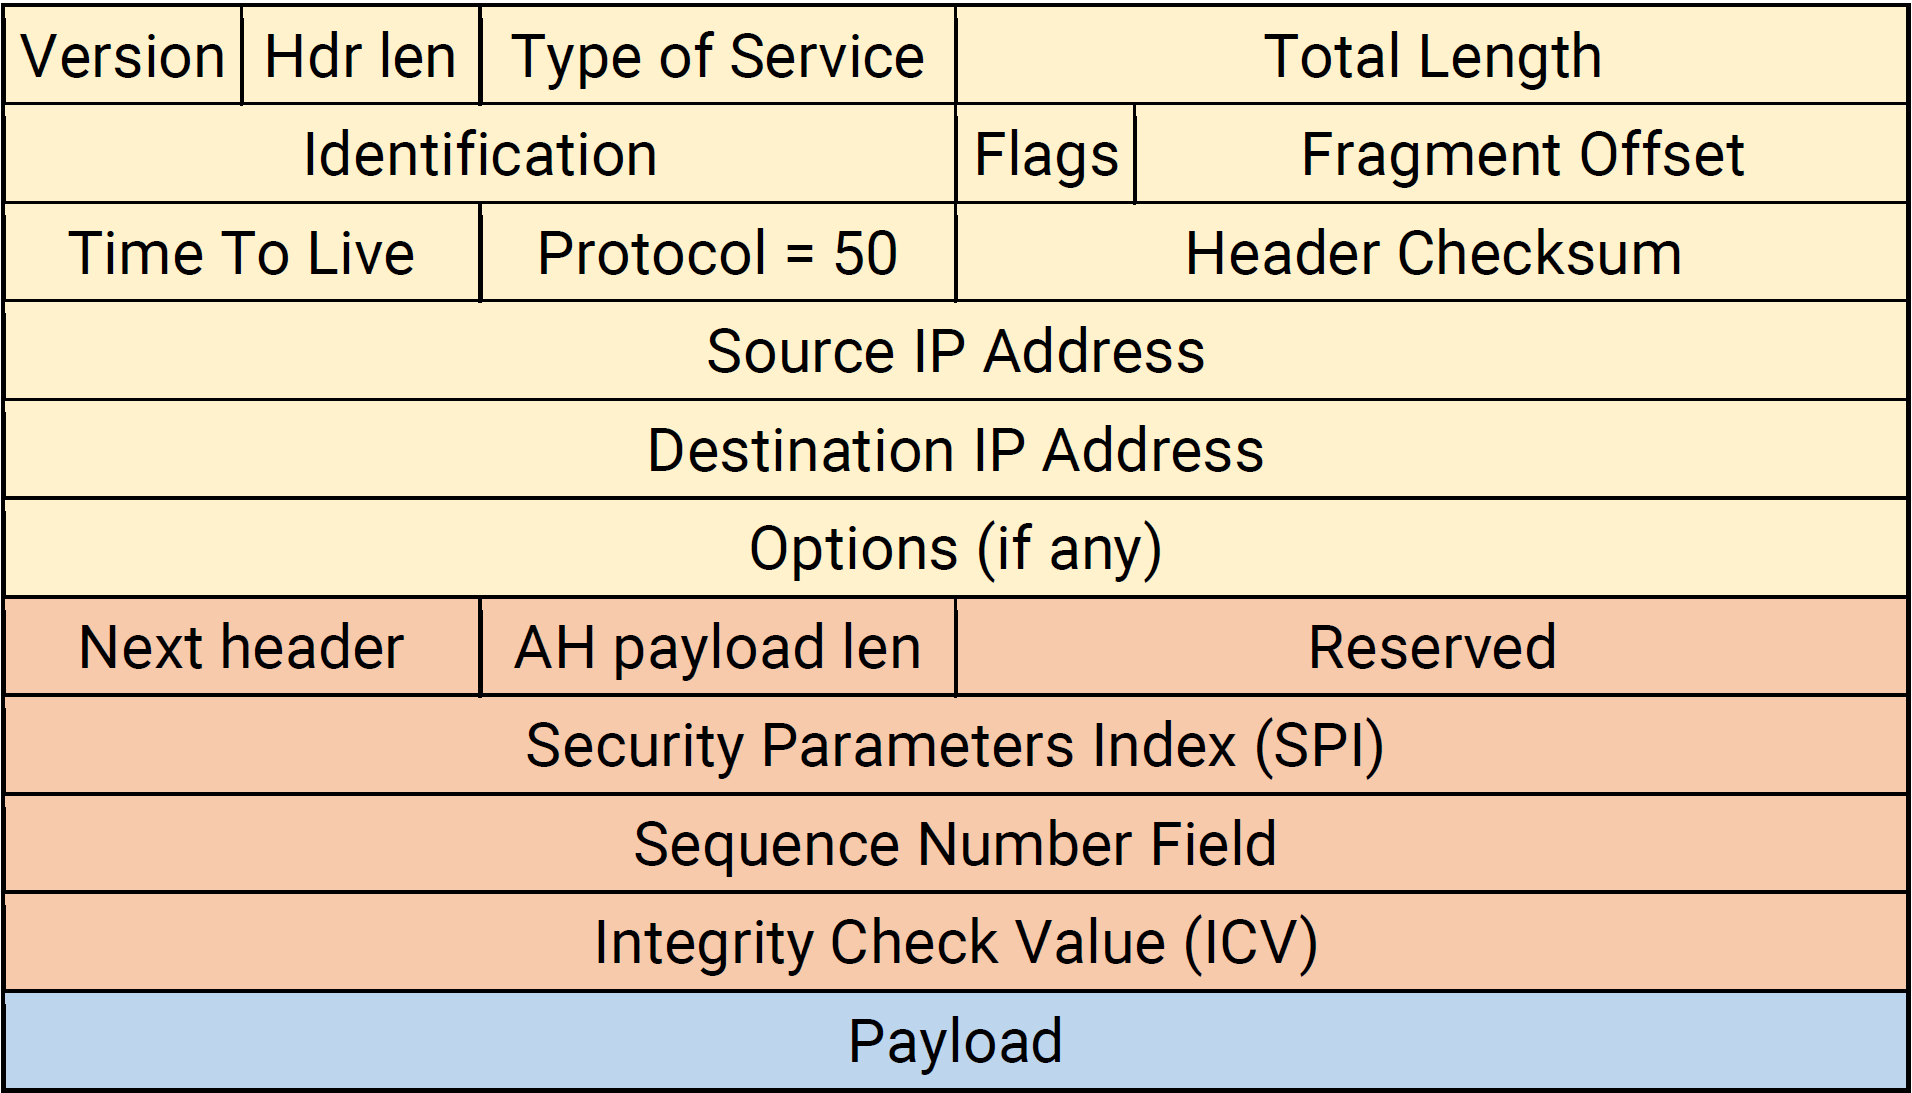 Version Hdr len Type of Service Total Length
Identification Flags Fragment Offset
Time To Live Protocol = 50 Header Checksum
Source IP Address
Destination IP Address
Options (if any)
Next header AH payload len Reserved
Security Parameters Index (SPI)
Sequence Number Field
Integrity Check Value (ICV)
Payload